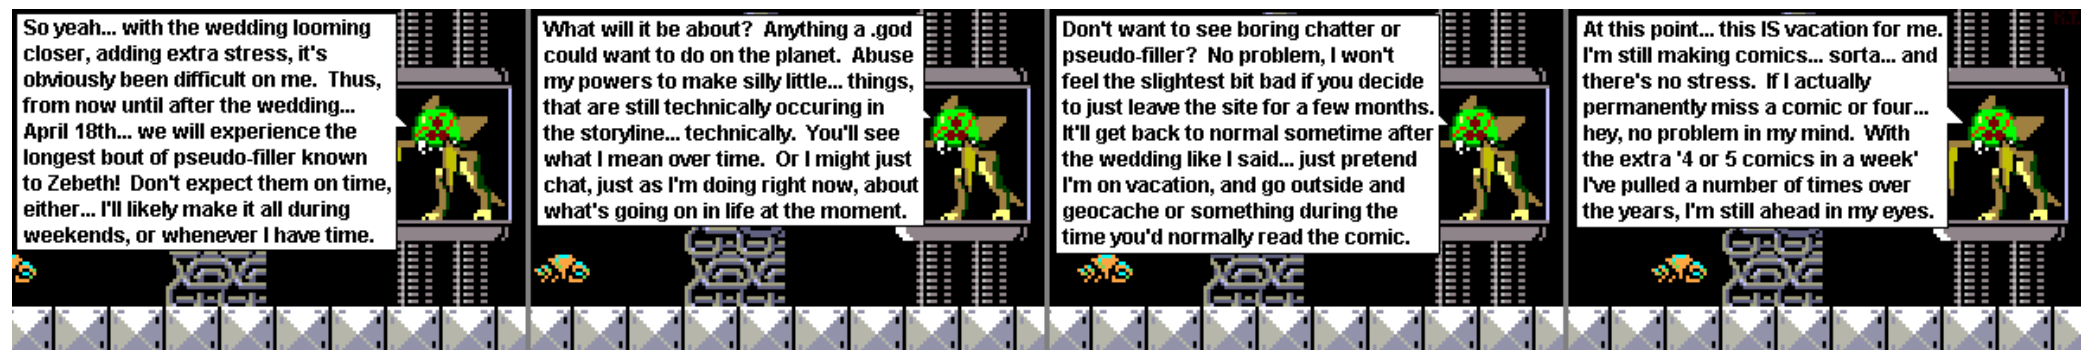 So yeah... with the wedding looming
closer, adding extra stress, it's
obviously been difficult on me.  Thus,
from now until after the wedding...
April 18th... we will experience the
longest bout of pseudo-filler known
to Zebeth!  Don't expect them on time,
either... I'll likely make it all during
weekends, or whenever I have time.
What will it be about?  Anything a .god
could want to do on the planet.  Abuse
my powers to make silly little... things,
that are still technically occuring in
the storyline... technically.  You'll see
what I mean over time.  Or I might just
chat, just as I'm doing right now, about
what's going on in life at the moment.
Don't want to see boring chatter or
pseudo-filler?  No problem, I won't
feel the slightest bit bad if you decide
to just leave the site for a few months.
It'll get back to normal sometime after
the wedding like I said... just pretend
I'm on vacation, and go outside and
geocache or something during the
time you'd normally read the comic.
At this point... this IS vacation for me.
I'm still making comics... sorta... and
there's no stress.  If I actually
permanently miss a comic or four...
hey, no problem in my mind.  With
the extra '4 or 5 comics in a week'
I've pulled a number of times over
the years, I'm still ahead in my eyes.